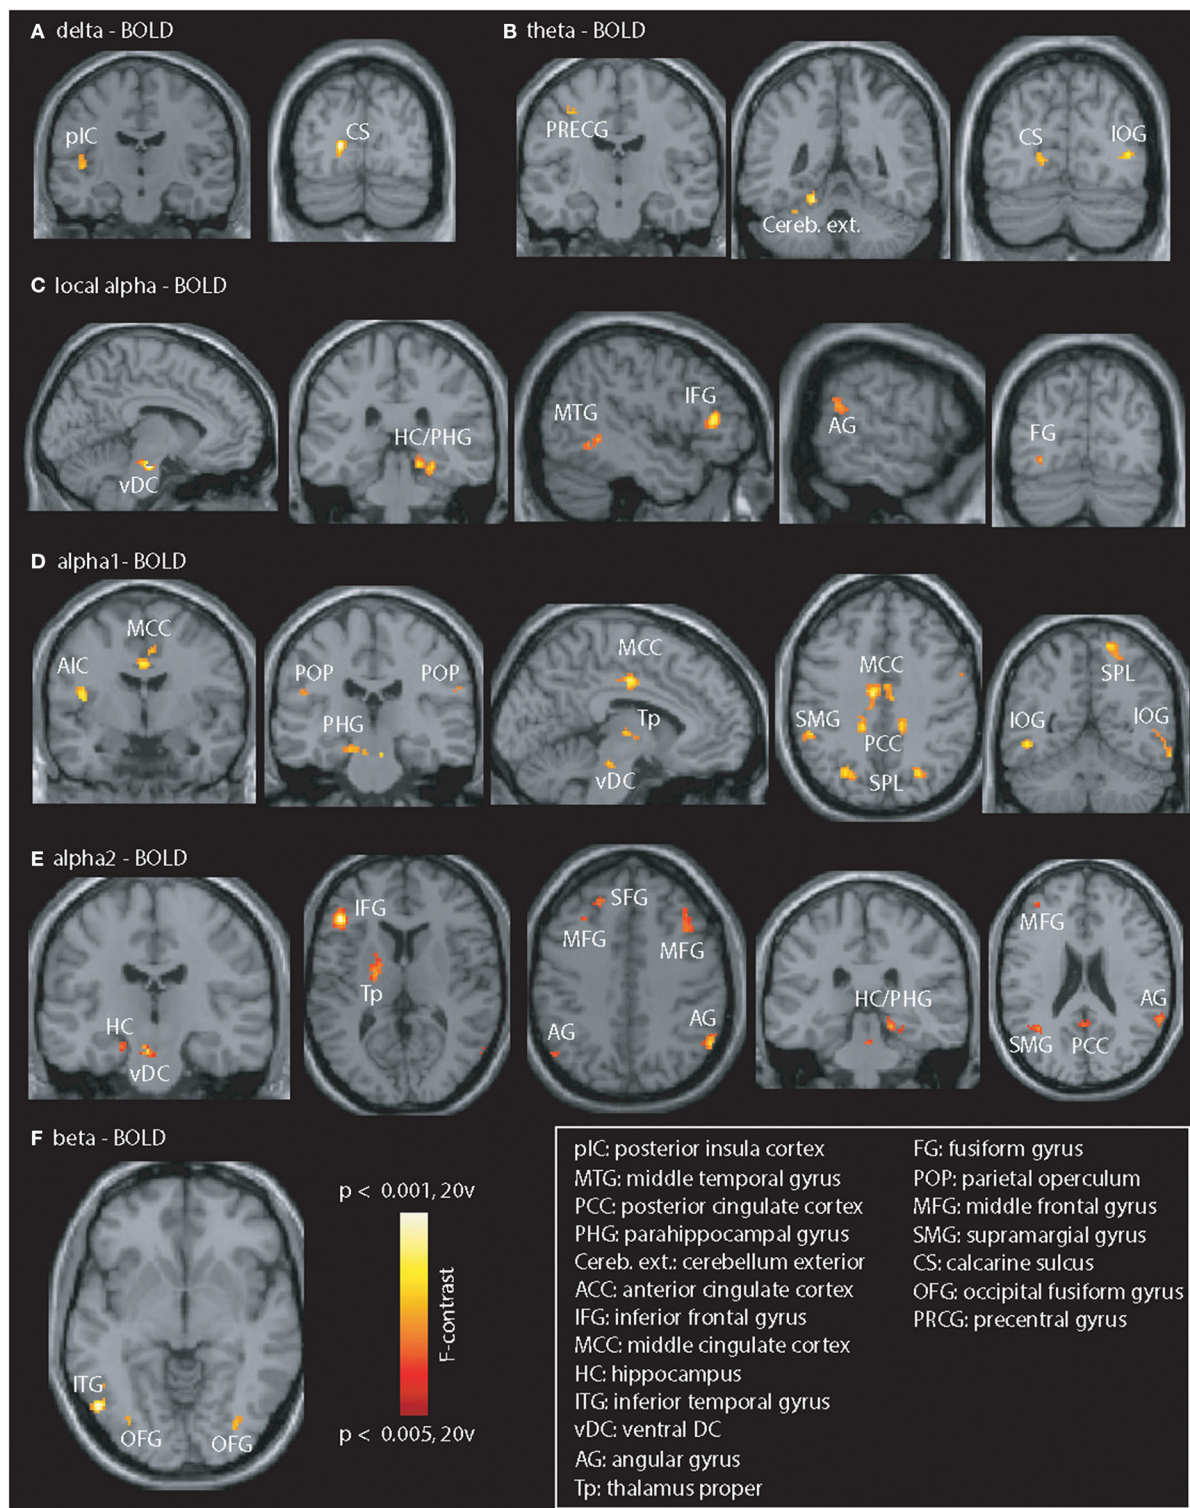 A delta - BOLD
B theta - BOLD
pIC
CS
PRECG
Cereb. ext.
CS
IOG
C local alpha - BOLD
vDC
HC/PHG
MTG
IFG
AG
FG
D alpha1- BOLD
AIC
MCC
POP
POP
PHG
MCC
Tp
vDC
MCC
SMG
PCC
SPL
SPL
IOG
IOG
E alpha2 - BOLD
HC
vDC
IFG
Tp
SFG
MFG
MFG
AG
AG
HC/PHG
MFG
AG
SMG
PCC
F beta - BOLD
ITG
OFG
OFG
p < 0.001, 20v
F-contrast
p < 0.005, 20v
pIC: posterior insula cortex
MTG: middle temporal gyrus
PCC: posterior cingulate cortex
PHG: parahippocampal gyrus
Cereb. ext.: cerebellum exterior
ACC: anterior cingulate cortex
IFG: inferior frontal gyrus
MCC: middle cingulate cortex
HC: hippocampus
ITG: inferior temporal gyrus
vDC: ventral DC
AG: angular gyrus
Tp: thalamus proper
FG: fusiform gyrus
POP: parietal operculum
MFG: middle frontal gyrus
SMG: supramargial gyrus
CS: calcarine sulcus
OFG: occipital fusiform gyrus
PRCG: precentral gyrus